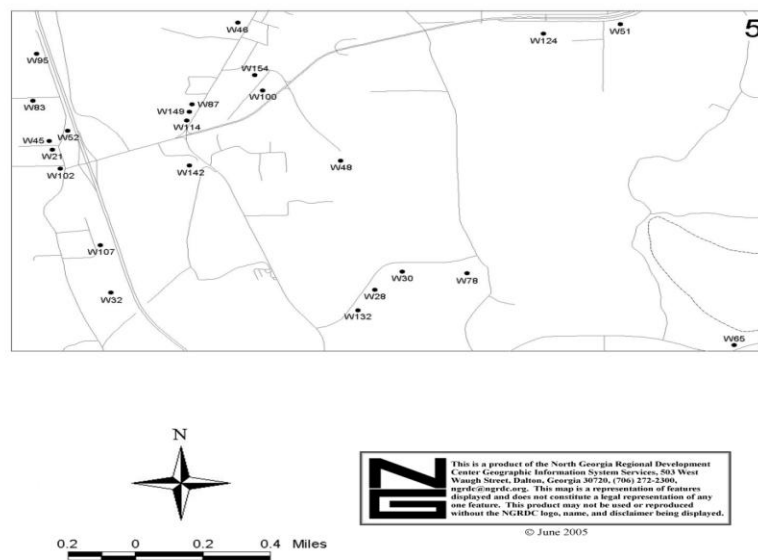 5
W46
W51
W124
W95
W154
W100
W83
W87
W149
W114
W52
W45
W21
W102
W142
W48
W107
W30
W78
W32
W28
W132
W65
N
NG
This is a product of the North Georgia Regional Development
Center Geographic Information System Services, 503 West
Waugh Street, Dalton, Georgia 30720, (706) 272-2300,
ngrdc@ngrdc.org. This map is a representation of features
displayed and does not constitute a legal representation of any
one feature. This product may not be used or reproduced
without the NGRDC logo, name, and disclaimer being displayed.
© June 2005
0.2 0 0.2 0.4 Miles